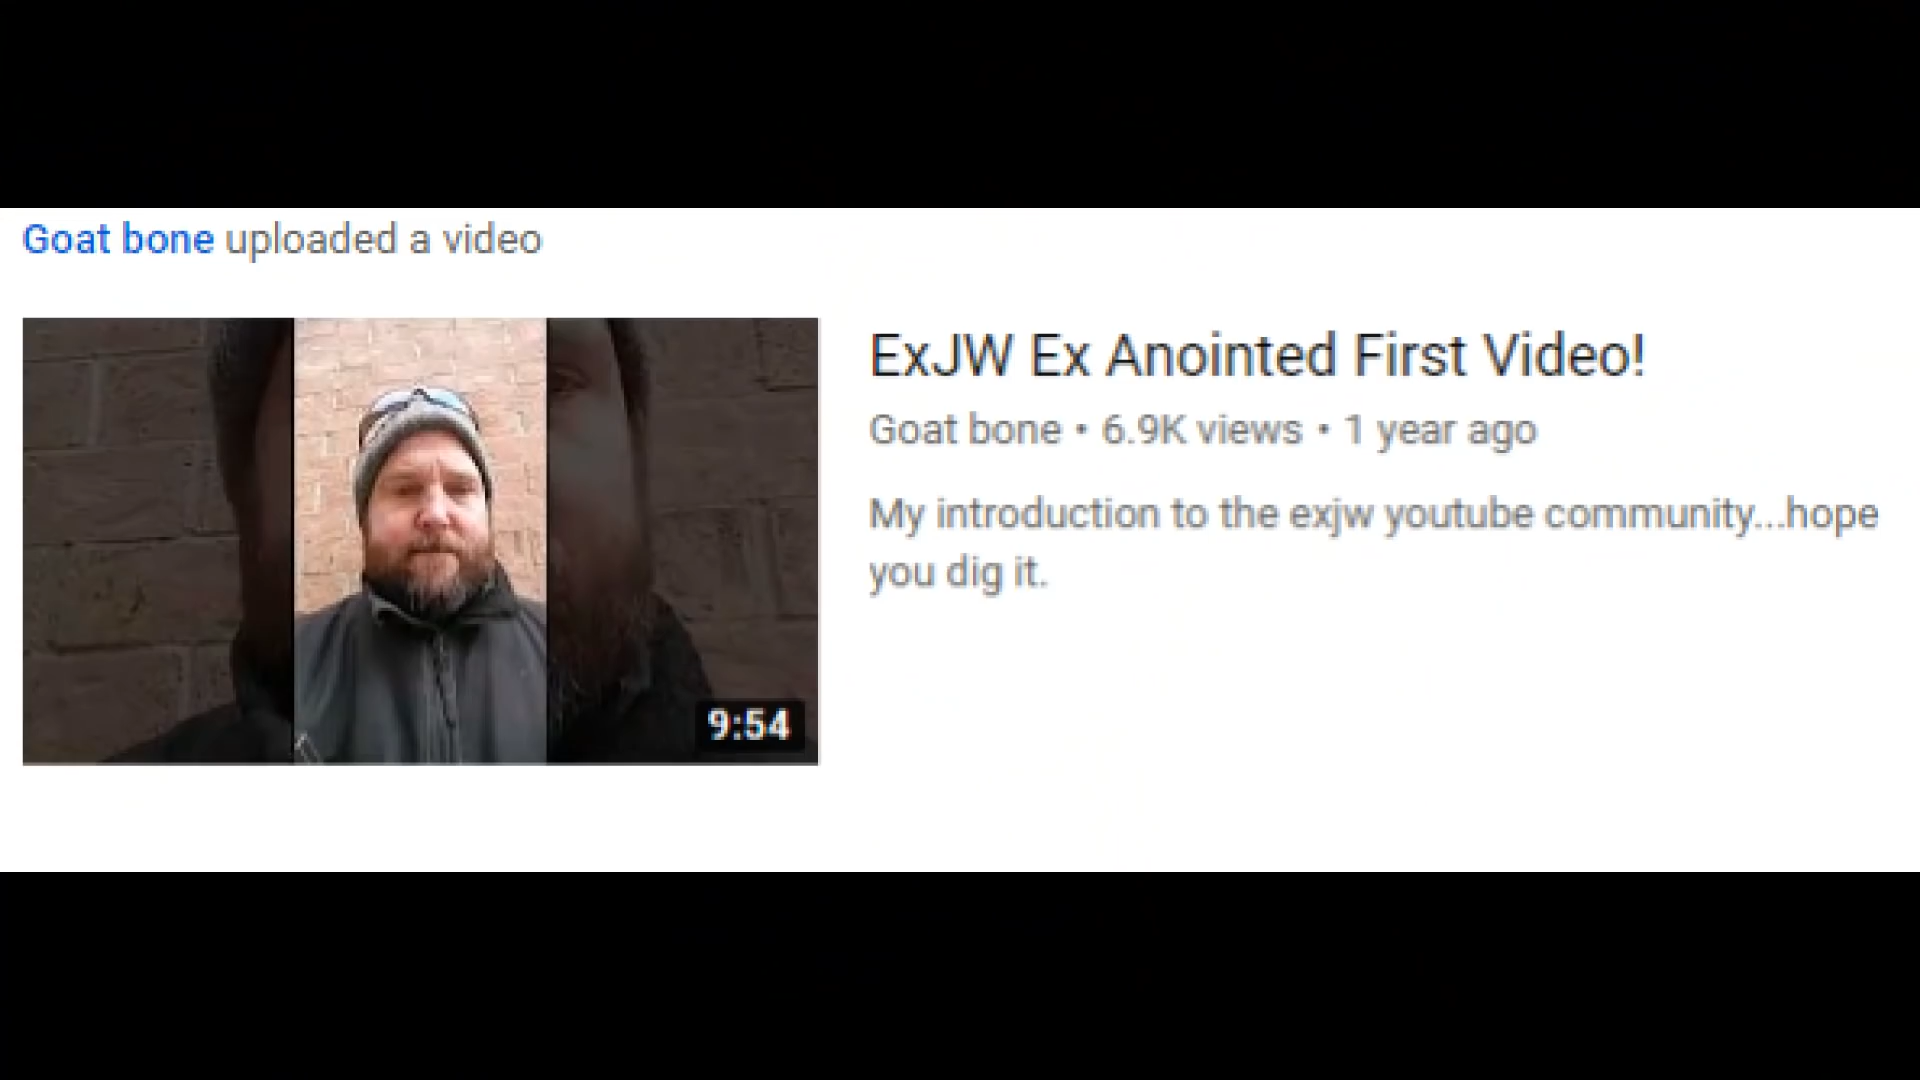 Goat bone uploaded a video
ExJW Ex Anointed First Video!
Goat bone • 6.9K views • 1 year ago
My introduction to the exjw youtube community...hope
you dig it.
9:54